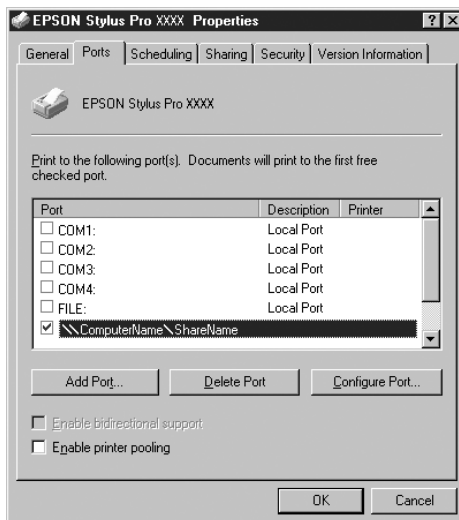 EPSON Stylus Pro XXXX Properties
General Ports Scheduling Sharing Security Version Information
EPSON Stylus Pro XXXX
Print to the following port(s). Documents will print to the first free
checked port.
Port Description Printer
COM1: Local Port
COM2: Local Port
COM3: Local Port
COM4: Local Port
FILE: Local Port
\\ComputerName\ShareName
Add Port... Delete Port Configure Port...
Enable bidirectional support
Enable printer pooling
OK Cancel